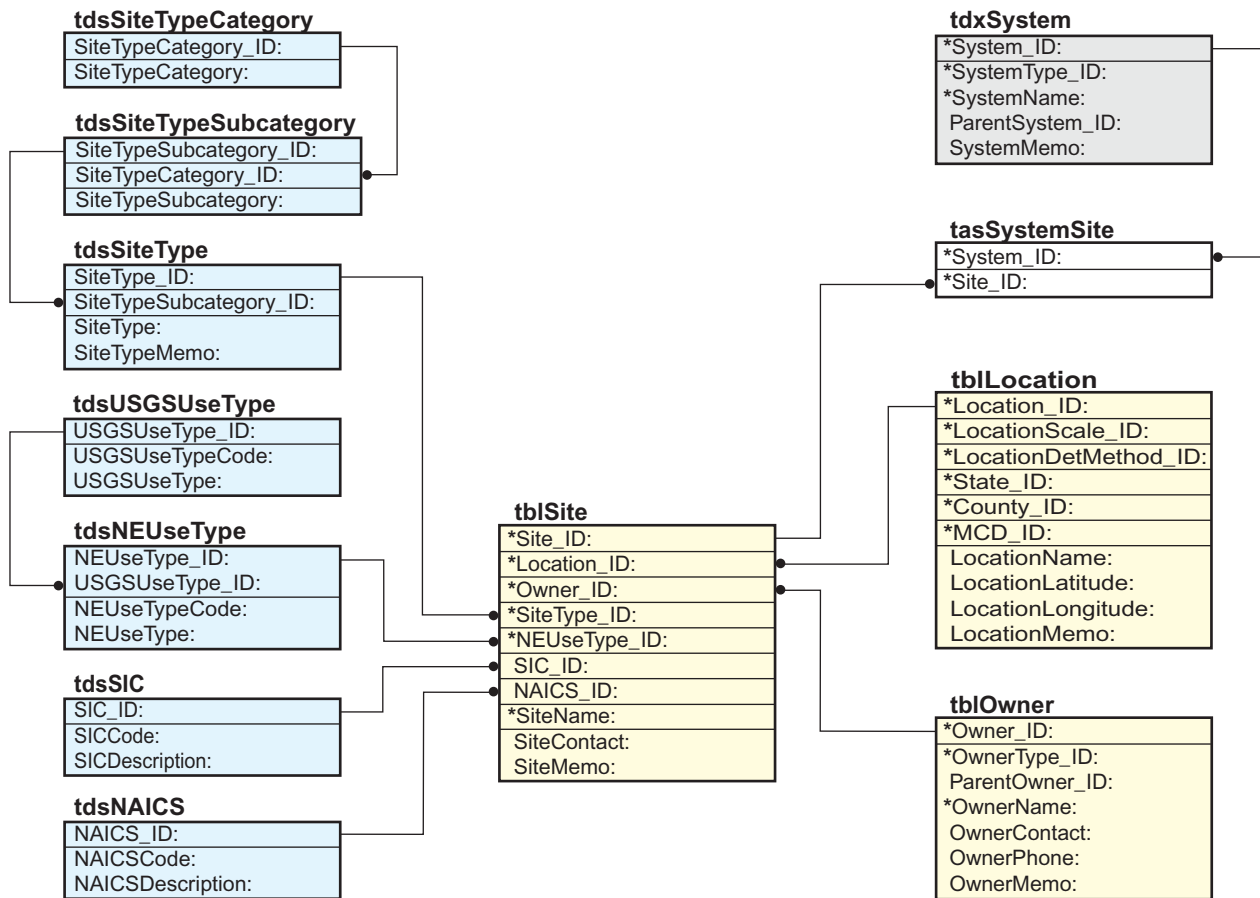 tdsSiteTypeCategory
SiteTypeCategory_ID:
SiteTypeCategory:
tdsSiteTypeSubcategory
SiteTypeSubcategory_ID:
SiteTypeCategory_ID:
SiteTypeSubcategory:
tdsSiteType
SiteType_ID:
SiteTypeSubcategory_ID:
SiteType:
SiteTypeMemo:
tdsUSGSUseType
USGSUseType_ID:
USGSUseTypeCode:
USGSUseType:
tdsNEUseType
NEUseType_ID:
USGSUseType_ID:
NEUseTypeCode:
NEUseType:
tdsSIC
SIC_ID:
SICCode:
SICDescription:
tdsNAICS
NAICS_ID:
NAICSCode:
NAICSDescription:
tblSite
*Site_ID:
*Location_ID:
*Owner_ID:
*SiteType_ID:
*NEUseType_ID:
SIC_ID:
NAICS_ID:
*SiteName:
SiteContact:
SiteMemo:
tdxSystem
*System_ID:
*SystemType_ID:
*SystemName:
ParentSystem_ID:
SystemMemo:
tasSystemSite
*System_ID:
*Site_ID:
tblLocation
*Location_ID:
*LocationScale_ID:
*LocationDetMethod_ID:
*State_ID:
*County_ID:
*MCD_ID:
LocationName:
LocationLatitude:
LocationLongitude:
LocationMemo:
tblOwner
*Owner_ID:
*OwnerType_ID:
ParentOwner_ID:
*OwnerName:
OwnerContact:
OwnerPhone:
OwnerMemo: